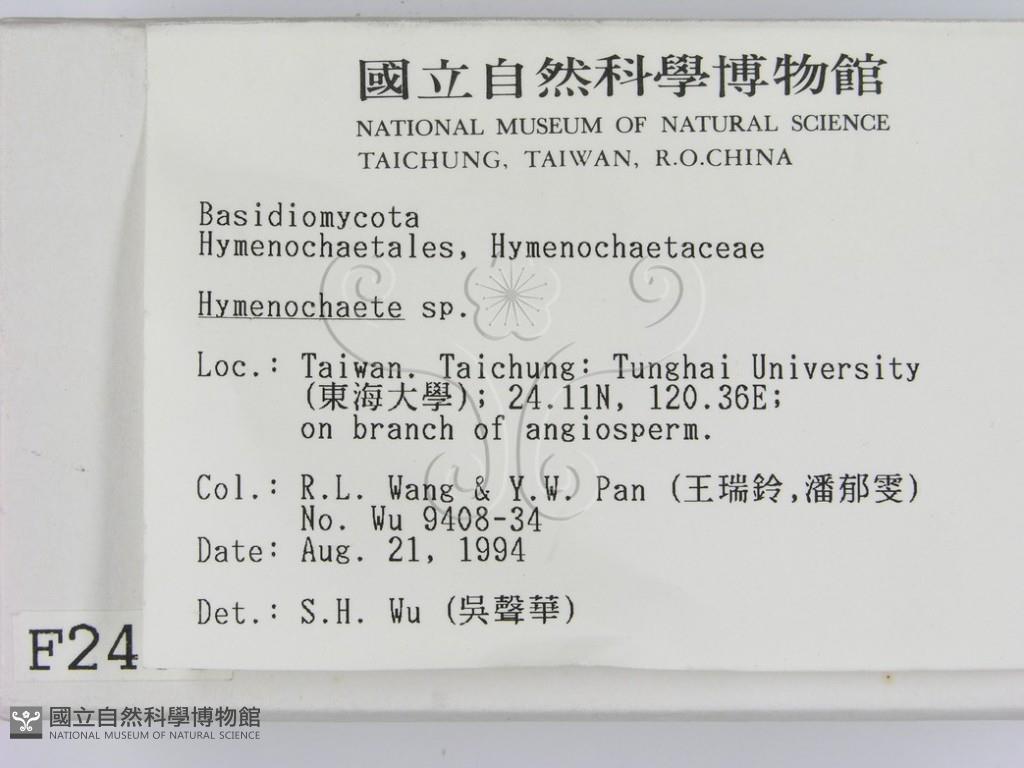 國立自然科學博物館
NATIONAL MUSEUM OF NATURAL SCIENCE
TAICHUNG, TAIWAN, R.O.CHINA
Basidiomycota
Hymenochaetales, Hymenochaetaceae
Hymenochaete sp.
Loc.: Taiwan. Taichung: Tunghai University
(東海大學); 24.11N, 120.36E;
on branch of angiosperm.
Col.: R.L. Wang & Y.W. Pan (王瑞鈴,潘郁雯)
No. Wu 9408-34
Date: Aug. 21, 1994
Det.: S.H. Wu (吳聲華)
F24
國立自然科學博物館
NATIONAL MUSEUM OF NATURAL SCIENCE